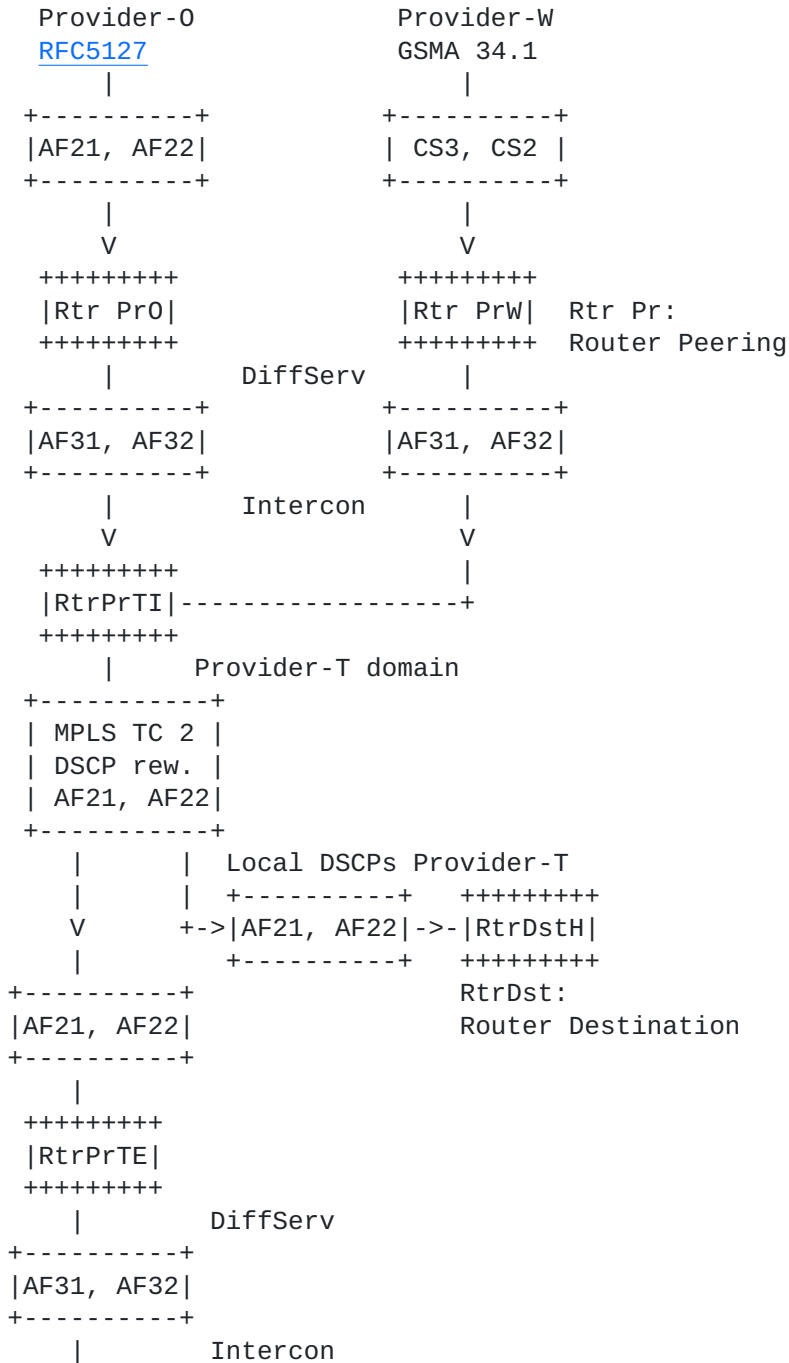 Provider-O             Provider-W
  RFC5127                GSMA 34.1
      |                      |
 +----------+           +----------+
 |AF21, AF22|           | CS3, CS2 |
 +----------+           +----------+
      |                      |
      V                      V
  +++++++++              +++++++++
  |Rtr PrO|              |Rtr PrW|  Rtr Pr:
  +++++++++              +++++++++  Router Peering
      |        DiffServ      |
 +----------+           +----------+
 |AF31, AF32|           |AF31, AF32|
 +----------+           +----------+
      |        Intercon      |
      V                      V
  +++++++++                  |
  |RtrPrTI|------------------+
  +++++++++
      |     Provider-T domain
 +-----------+
 | MPLS TC 2 |
 | DSCP rew. |
 | AF21, AF22|
 +-----------+
    |      |  Local DSCPs Provider-T
    |      |  +----------+   +++++++++
    V      +->|AF21, AF22|->-|RtrDstH|
    |         +----------+   +++++++++
+----------+                 RtrDst:
|AF21, AF22|                 Router Destination
+----------+
    |
 +++++++++
 |RtrPrTE|
 +++++++++
    |        DiffServ
+----------+
|AF31, AF32|
+----------+
    |        Intercon